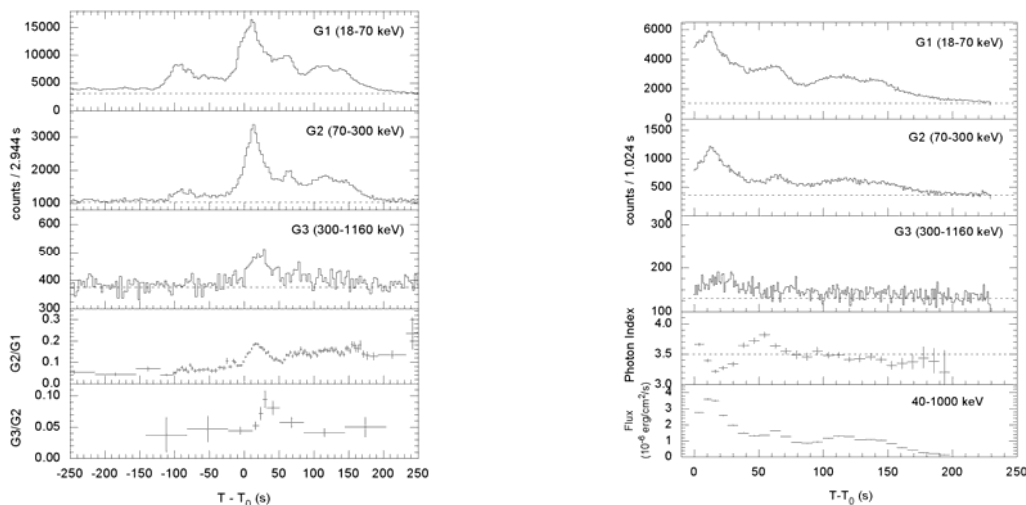 G1 (18-70 keV)
15000
10000
5000
0
G2 (70-300 keV)
3000
2000
1000
counts / 2.944 s
G3 (300-1160 keV)
600
500
400
300
G2/G1
0.3
0.2
0.1
0.0
G3/G2
0.10
0.05
0.00
-250 -200 -150 -100 -50 0 50 100 150 200 250
T - T0 (s)
G1 (18-70 keV)
6000
4000
2000
0
G2 (70-300 keV)
1500
1000
500
0
counts / 1.024 s
G3 (300-1160 keV)
300
200
100
Photon Index
4.0
3.5
3.0
40-1000 keV
Flux
(10-6 erg/cm2/s)
4
3
2
1
0
0 50 100 150 200 250
T-T0 (s)